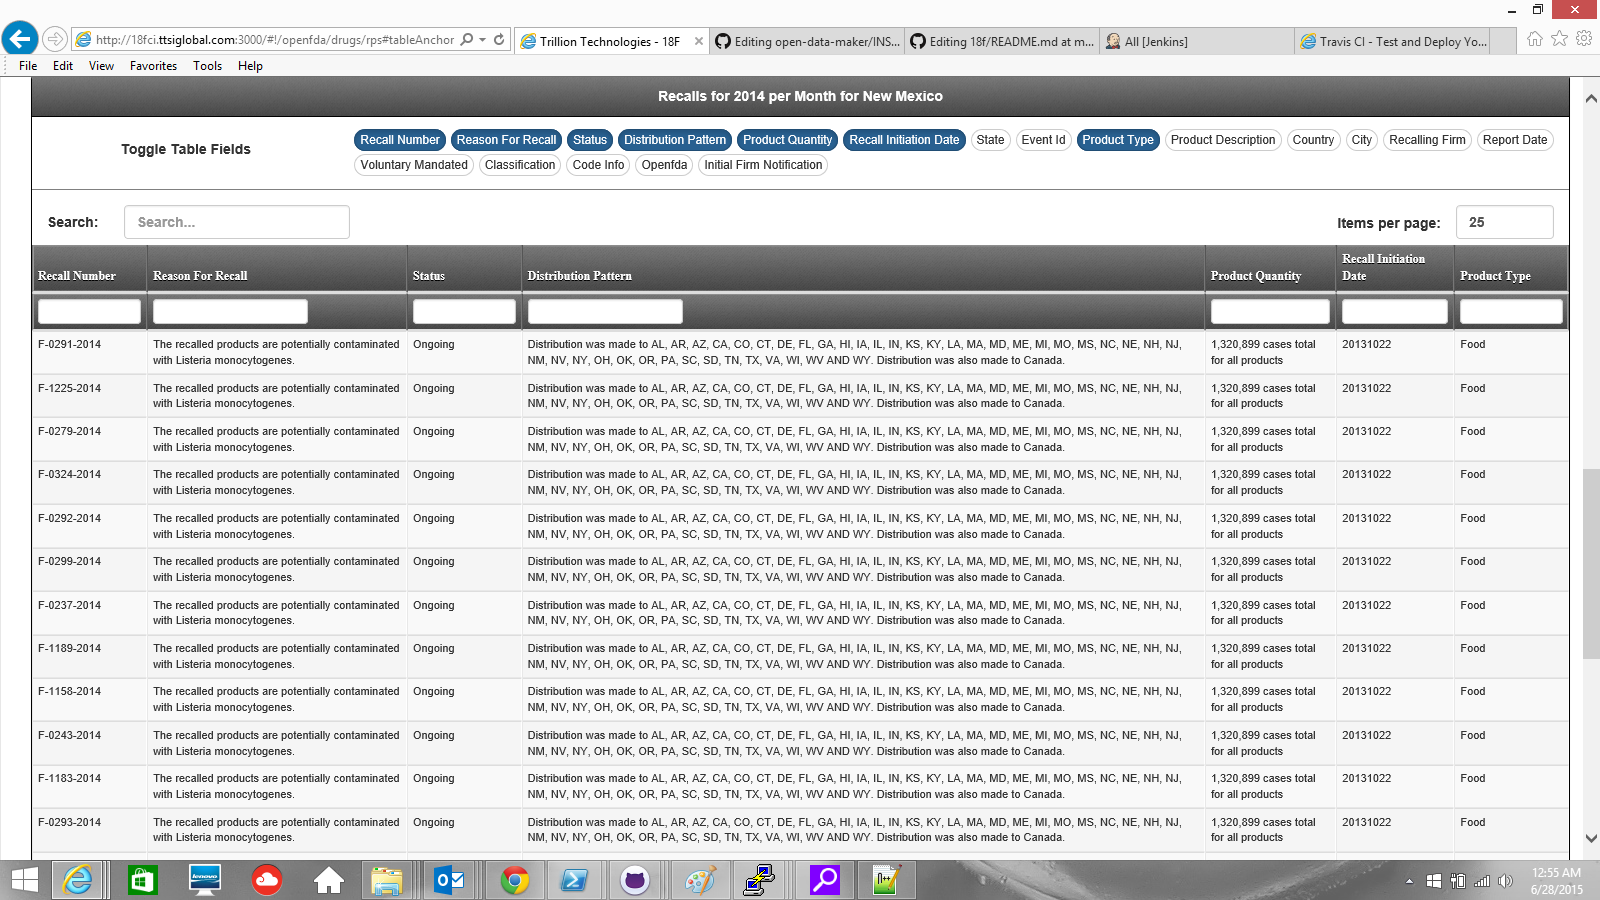 http://18fci.ttsiglobal.com:3000/#!/openfda/drugs/rps#tableAnchor
Trillion Technologies - 18F
Editing open-data-maker/INS...
Editing 18f/README.md at m...
All [Jenkins]
Travis CI - Test and Deploy Yo...
File Edit View Favorites Tools Help
Recalls for 2014 per Month for New Mexico
Toggle Table Fields
Recall Number Reason For Recall Status Distribution Pattern Product Quantity Recall Initiation Date State Event Id Product Type Product Description Country City Recalling Firm Report Date
Voluntary Mandated Classification Code Info Openfda Initial Firm Notification
Search: Search... Items per page: 25
Recall Number Reason For Recall Status Distribution Pattern Product Quantity Recall Initiation Date Product Type
F-0291-2014 The recalled products are potentially contaminated Ongoing Distribution was made to AL, AR, AZ, CA, CO, CT, DE, FL, GA, HI, IA, IL, IN, KS, KY, LA, MA, MD, ME, MI, MO, MS, NC, NE, NH, NJ, 1,320,899 cases total 20131022 Food
with Listeria monocytogenes. NM, NV, NY, OH, OK, OR, PA, SC, SD, TN, TX, VA, WI, WV AND WY. Distribution was also made to Canada. for all products
F-1225-2014 The recalled products are potentially contaminated Ongoing Distribution was made to AL, AR, AZ, CA, CO, CT, DE, FL, GA, HI, IA, IL, IN, KS, KY, LA, MA, MD, ME, MI, MO, MS, NC, NE, NH, NJ, 1,320,899 cases total 20131022 Food
with Listeria monocytogenes. NM, NV, NY, OH, OK, OR, PA, SC, SD, TN, TX, VA, WI, WV AND WY. Distribution was also made to Canada. for all products
F-0279-2014 The recalled products are potentially contaminated Ongoing Distribution was made to AL, AR, AZ, CA, CO, CT, DE, FL, GA, HI, IA, IL, IN, KS, KY, LA, MA, MD, ME, MI, MO, MS, NC, NE, NH, NJ, 1,320,899 cases total 20131022 Food
with Listeria monocytogenes. NM, NV, NY, OH, OK, OR, PA, SC, SD, TN, TX, VA, WI, WV AND WY. Distribution was also made to Canada. for all products
F-0324-2014 The recalled products are potentially contaminated Ongoing Distribution was made to AL, AR, AZ, CA, CO, CT, DE, FL, GA, HI, IA, IL, IN, KS, KY, LA, MA, MD, ME, MI, MO, MS, NC, NE, NH, NJ, 1,320,899 cases total 20131022 Food
with Listeria monocytogenes. NM, NV, NY, OH, OK, OR, PA, SC, SD, TN, TX, VA, WI, WV AND WY. Distribution was also made to Canada. for all products
F-0292-2014 The recalled products are potentially contaminated Ongoing Distribution was made to AL, AR, AZ, CA, CO, CT, DE, FL, GA, HI, IA, IL, IN, KS, KY, LA, MA, MD, ME, MI, MO, MS, NC, NE, NH, NJ, 1,320,899 cases total 20131022 Food
with Listeria monocytogenes. NM, NV, NY, OH, OK, OR, PA, SC, SD, TN, TX, VA, WI, WV AND WY. Distribution was also made to Canada. for all products
F-0299-2014 The recalled products are potentially contaminated Ongoing Distribution was made to AL, AR, AZ, CA, CO, CT, DE, FL, GA, HI, IA, IL, IN, KS, KY, LA, MA, MD, ME, MI, MO, MS, NC, NE, NH, NJ, 1,320,899 cases total 20131022 Food
with Listeria monocytogenes. NM, NV, NY, OH, OK, OR, PA, SC, SD, TN, TX, VA, WI, WV AND WY. Distribution was also made to Canada. for all products
F-0237-2014 The recalled products are potentially contaminated Ongoing Distribution was made to AL, AR, AZ, CA, CO, CT, DE, FL, GA, HI, IA, IL, IN, KS, KY, LA, MA, MD, ME, MI, MO, MS, NC, NE, NH, NJ, 1,320,899 cases total 20131022 Food
with Listeria monocytogenes. NM, NV, NY, OH, OK, OR, PA, SC, SD, TN, TX, VA, WI, WV AND WY. Distribution was also made to Canada. for all products
F-1189-2014 The recalled products are potentially contaminated Ongoing Distribution was made to AL, AR, AZ, CA, CO, CT, DE, FL, GA, HI, IA, IL, IN, KS, KY, LA, MA, MD, ME, MI, MO, MS, NC, NE, NH, NJ, 1,320,899 cases total 20131022 Food
with Listeria monocytogenes. NM, NV, NY, OH, OK, OR, PA, SC, SD, TN, TX, VA, WI, WV AND WY. Distribution was also made to Canada. for all products
F-1158-2014 The recalled products are potentially contaminated Ongoing Distribution was made to AL, AR, AZ, CA, CO, CT, DE, FL, GA, HI, IA, IL, IN, KS, KY, LA, MA, MD, ME, MI, MO, MS, NC, NE, NH, NJ, 1,320,899 cases total 20131022 Food
with Listeria monocytogenes. NM, NV, NY, OH, OK, OR, PA, SC, SD, TN, TX, VA, WI, WV AND WY. Distribution was also made to Canada. for all products
F-0243-2014 The recalled products are potentially contaminated Ongoing Distribution was made to AL, AR, AZ, CA, CO, CT, DE, FL, GA, HI, IA, IL, IN, KS, KY, LA, MA, MD, ME, MI, MO, MS, NC, NE, NH, NJ, 1,320,899 cases total 20131022 Food
with Listeria monocytogenes. NM, NV, NY, OH, OK, OR, PA, SC, SD, TN, TX, VA, WI, WV AND WY. Distribution was also made to Canada. for all products
F-1183-2014 The recalled products are potentially contaminated Ongoing Distribution was made to AL, AR, AZ, CA, CO, CT, DE, FL, GA, HI, IA, IL, IN, KS, KY, LA, MA, MD, ME, MI, MO, MS, NC, NE, NH, NJ, 1,320,899 cases total 20131022 Food
with Listeria monocytogenes. NM, NV, NY, OH, OK, OR, PA, SC, SD, TN, TX, VA, WI, WV AND WY. Distribution was also made to Canada. for all products
F-0293-2014 The recalled products are potentially contaminated Ongoing Distribution was made to AL, AR, AZ, CA, CO, CT, DE, FL, GA, HI, IA, IL, IN, KS, KY, LA, MA, MD, ME, MI, MO, MS, NC, NE, NH, NJ, 1,320,899 cases total 20131022 Food
with Listeria monocytogenes. NM, NV, NY, OH, OK, OR, PA, SC, SD, TN, TX, VA, WI, WV AND WY. Distribution was also made to Canada. for all products
lenovo
12:55 AM
6/28/2015